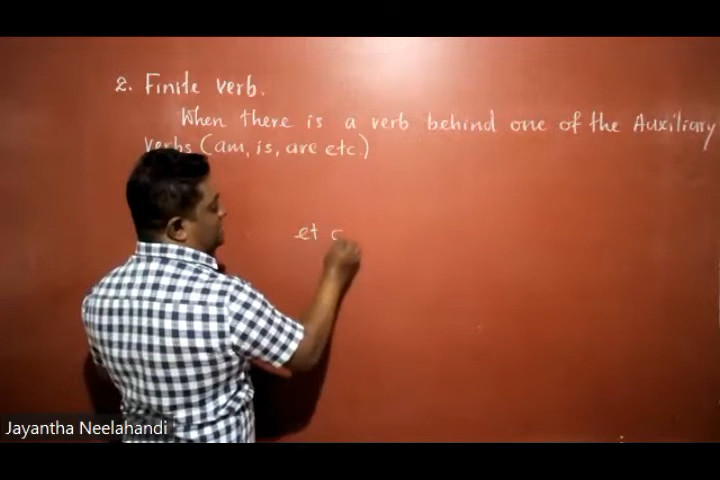 2. Finite verb.
When there is a verb behind one of the Auxiliary
verbs (am, is, are etc.)
et c
Jayantha Neelahandi